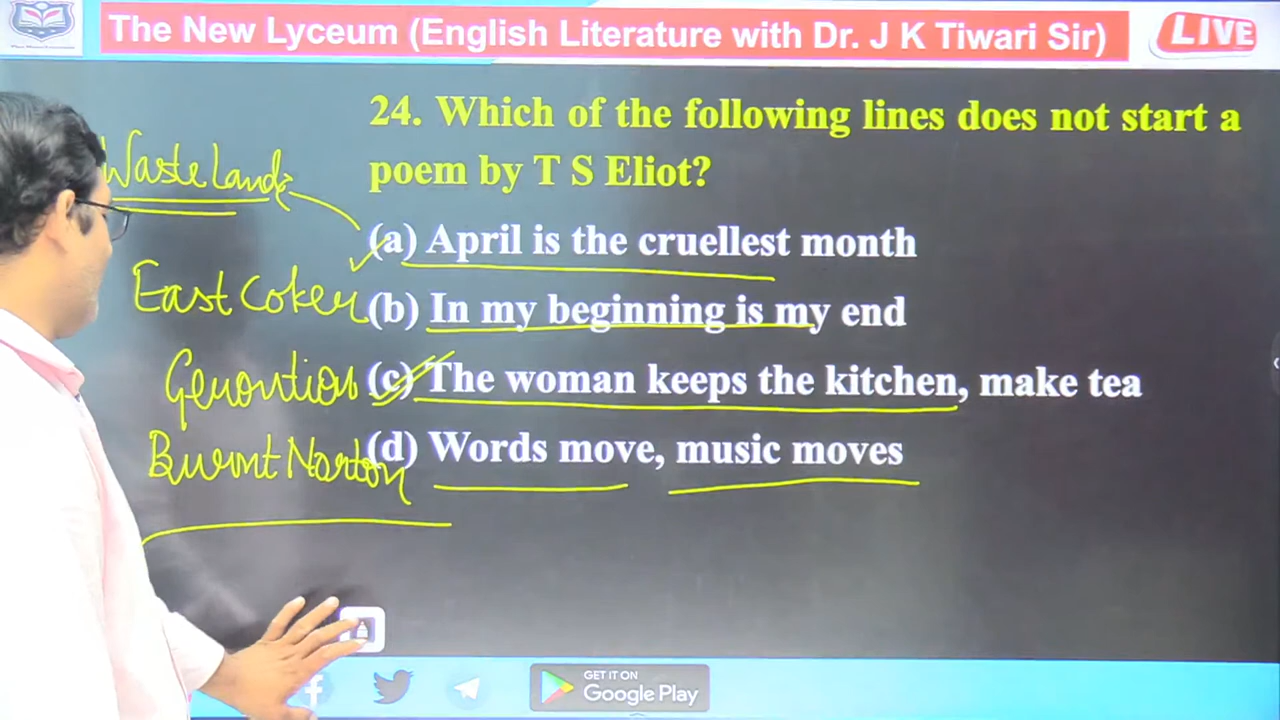 The New Lyceum (English Literature with Dr. J K Tiwari Sir)
LIVE
24. Which of the following lines does not start a
poem by T S Eliot?
Waste Land
(a) April is the cruellest month
East Coker
(b) In my beginning is my end
(c) The woman keeps the kitchen, make tea
Burnt Norton
(d) Words move, music moves
GET IT ON
Google Play